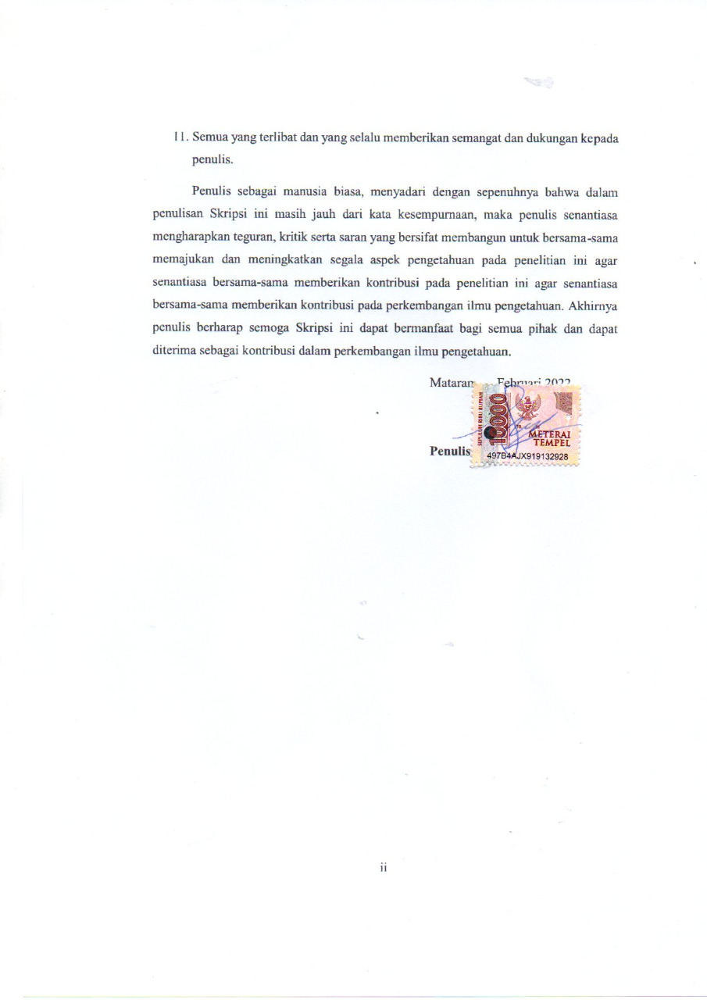 11. Semua yang terlibat dan yang selalu memberikan semangat dan dukungan kepada
penulis.
Penulis sebagai manusia biasa, menyadari dengan sepenuhnya bahwa dalam
penulisan Skripsi ini masih jauh dari kata kesempurnaan, maka penulis senantiasa
mengharapkan teguran, kritik serta saran yang bersifat membangun untuk bersama-sama
memajukan dan meningkatkan segala aspek pengetahuan pada penelitian ini agar
senantiasa bersama-sama memberikan kontribusi pada penelitian ini agar senantiasa
bersama-sama memberikan kontribusi pada perkembangan ilmu pengetahuan. Akhirnya
penulis berharap semoga Skripsi ini dapat bermanfaat bagi semua pihak dan dapat
diterima sebagai kontribusi dalam perkembangan ilmu pengetahuan.
Mataram Februari 2022
SEPULUH RIBU RUPIAH
10000
METERAI
TEMPEL
Penulis
497B4AJX919132928
ii